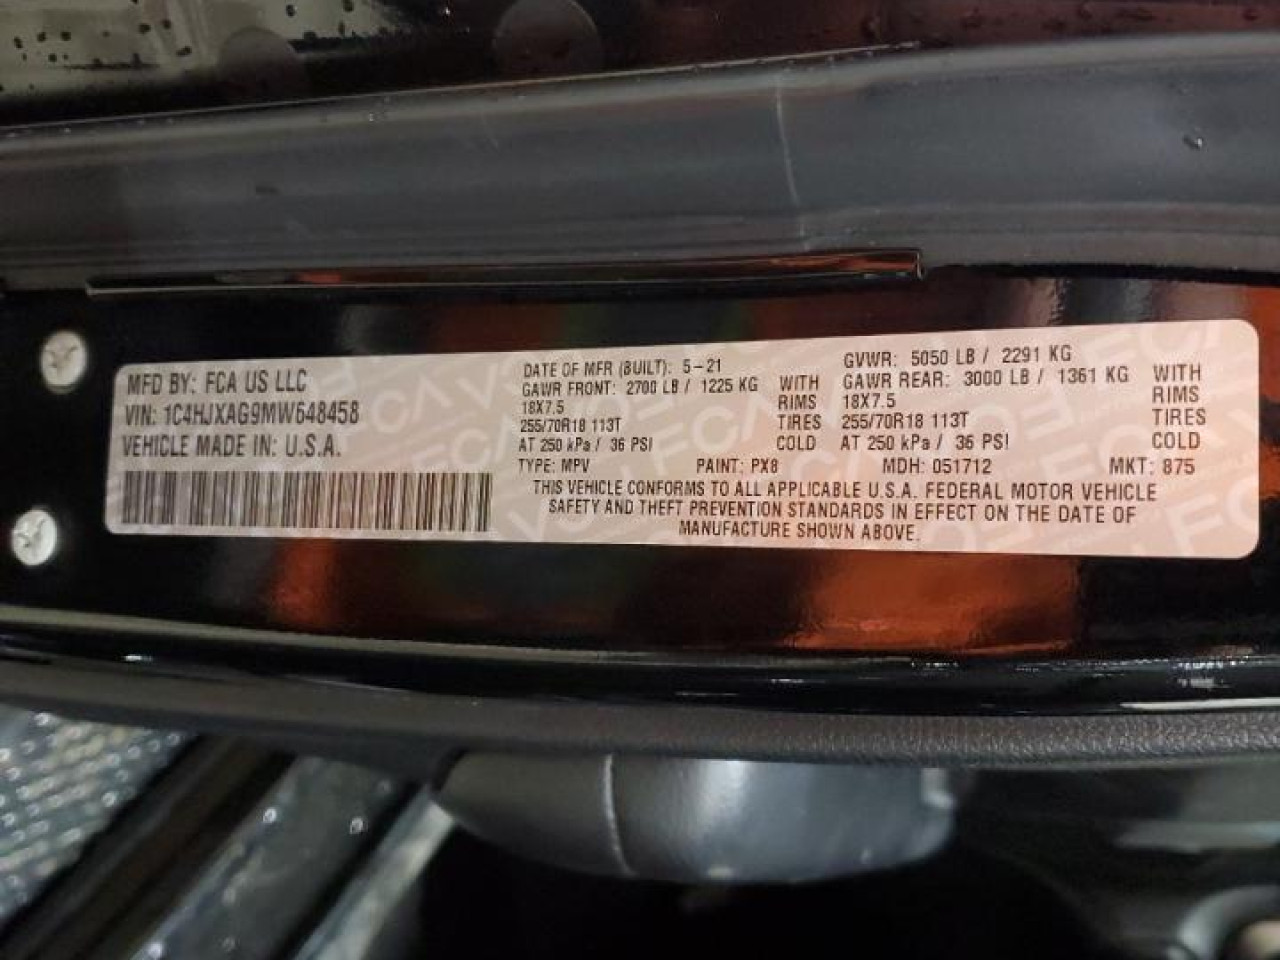 MFD BY: FCA US LLC
VIN: 1C4HJXAG9MW648458
VEHICLE MADE IN: U.S.A.
DATE OF MFR (BUILT): 5-21
GAWR FRONT: 2700 LB / 1225 KG WITH
18X7.5 RIMS
255/70R18 113T TIRES
AT 250 kPa / 36 PSI COLD
GVWR: 5050 LB / 2291 KG
GAWR REAR: 3000 LB / 1361 KG WITH
18X7.5 RIMS
255/70R18 113T TIRES
AT 250 kPa / 36 PSI COLD
TYPE: MPV PAINT: PX8 MDH: 051712 MKT: 875
THIS VEHICLE CONFORMS TO ALL APPLICABLE U.S.A. FEDERAL MOTOR VEHICLE
SAFETY AND THEFT PREVENTION STANDARDS IN EFFECT ON THE DATE OF
MANUFACTURE SHOWN ABOVE.